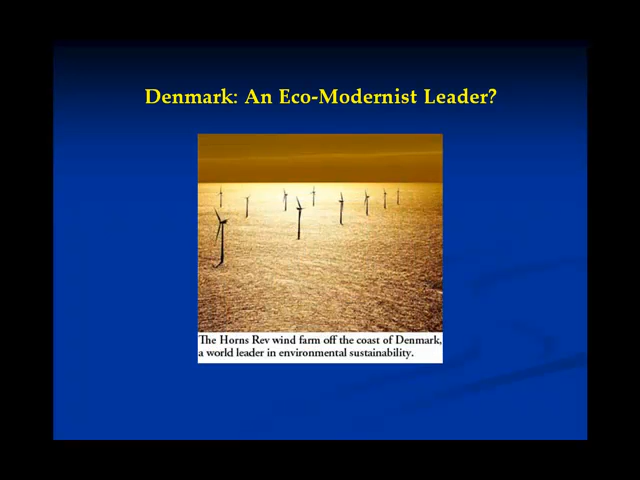 Denmark: An Eco-Modernist Leader?
The Horns Rev wind farm off the coast of Denmark,
a world leader in environmental sustainability.